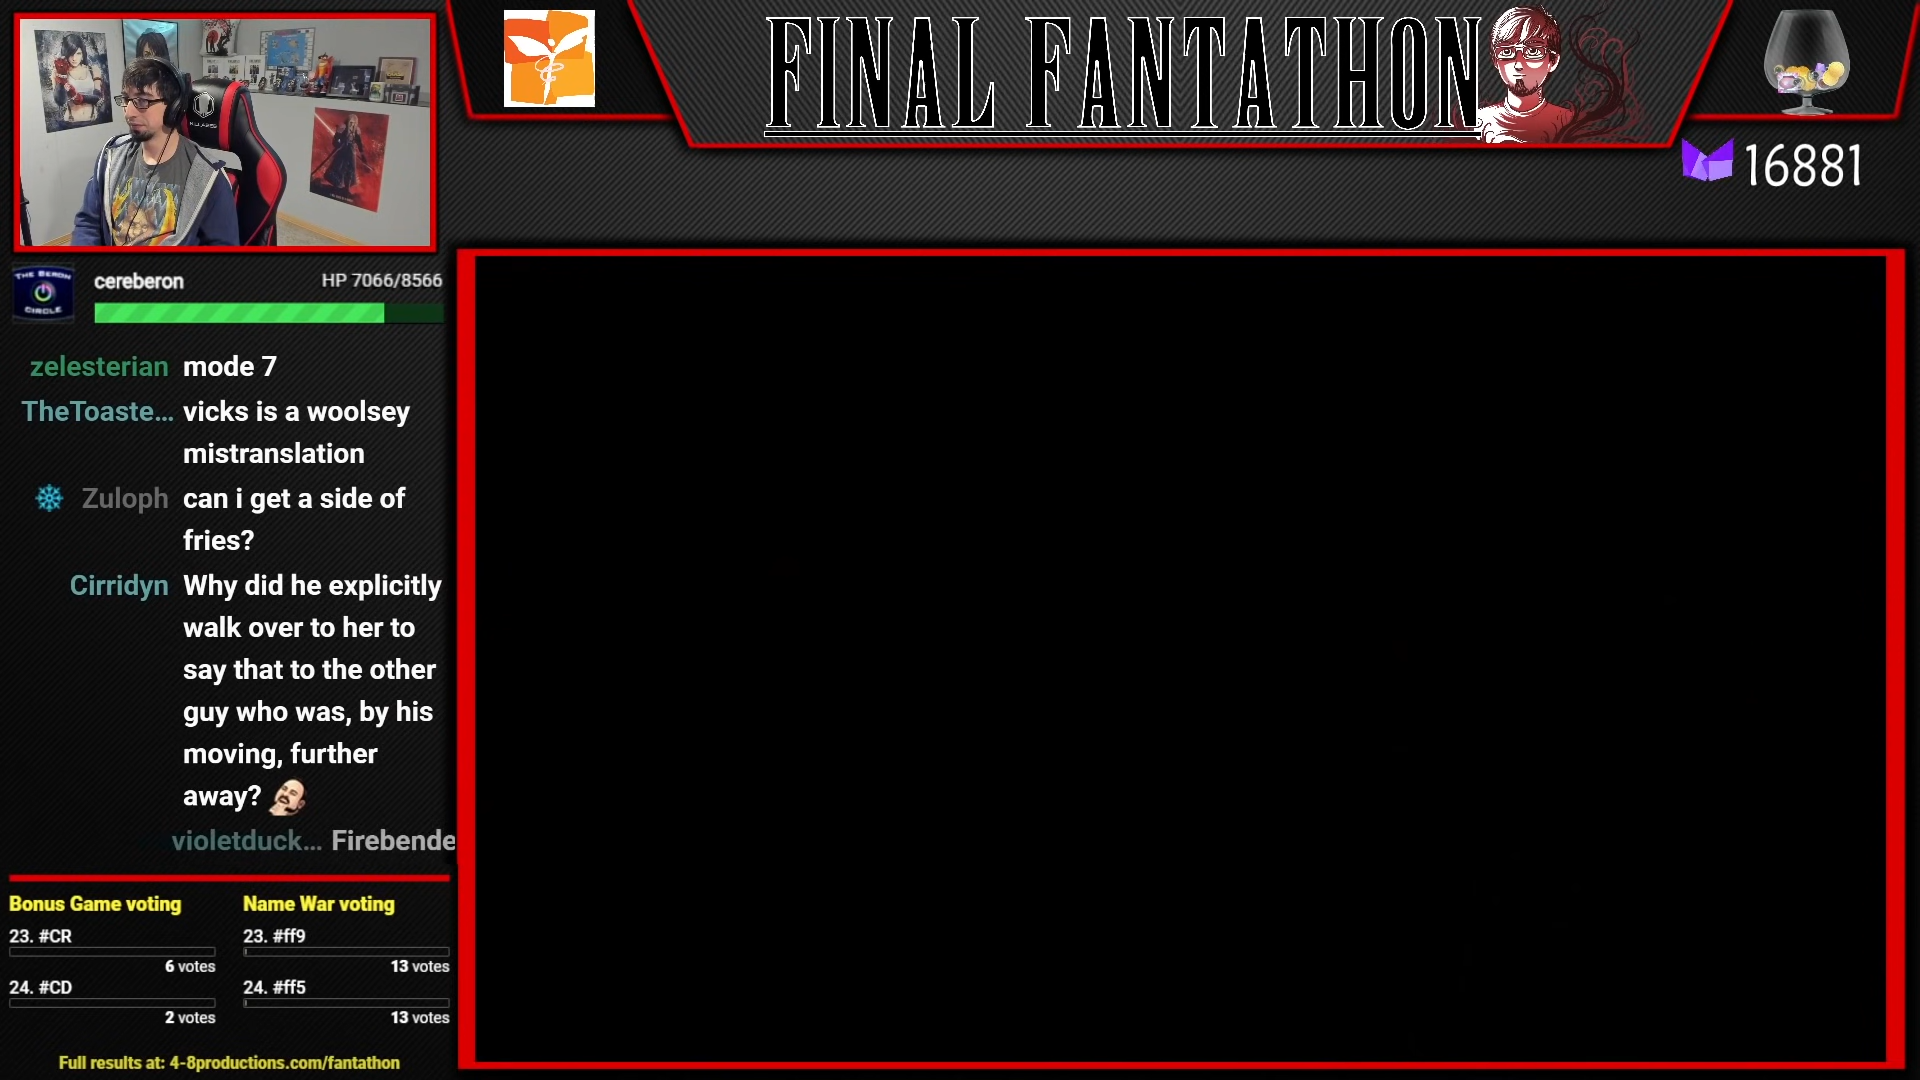 FINAL FANTATHON
16881
THE BERON
CIRCLE
cereberon
HP 7066/8566
zelesterian mode 7
TheToaste... vicks is a woolsey
mistranslation
Zuloph can i get a side of
fries?
Cirridyn Why did he explicitly
walk over to her to
say that to the other
guy who was, by his
moving, further
away?
violetduck... Firebende
Bonus Game voting
23. #CR
6 votes
24. #CD
2 votes
Name War voting
23. #ff9
13 votes
24. #ff5
13 votes
Full results at: 4-8productions.com/fantathon